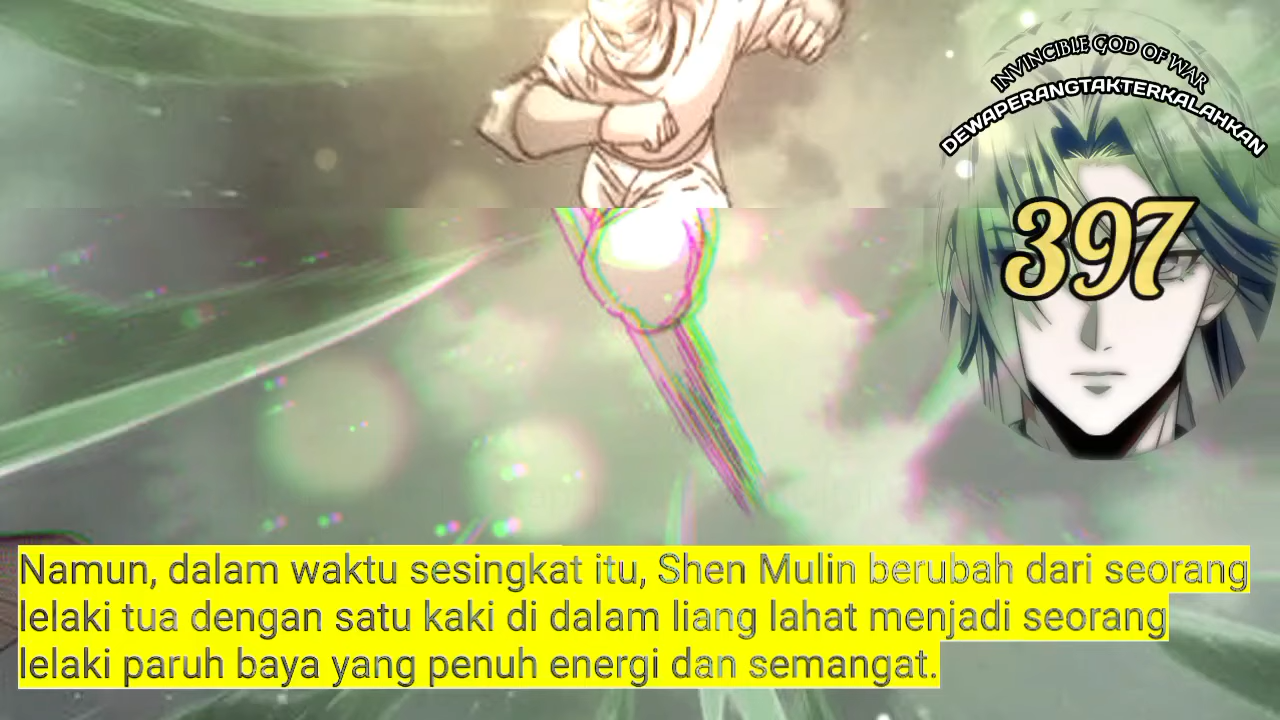 INVINCIBLE GOD OF WAR
DEWAPERANGTAKTERKALAHKAN
397
Namun, dalam waktu sesingkat itu, Shen Mulin berubah dari seorang
lelaki tua dengan satu kaki di dalam liang lahat menjadi seorang
lelaki paruh baya yang penuh energi dan semangat.